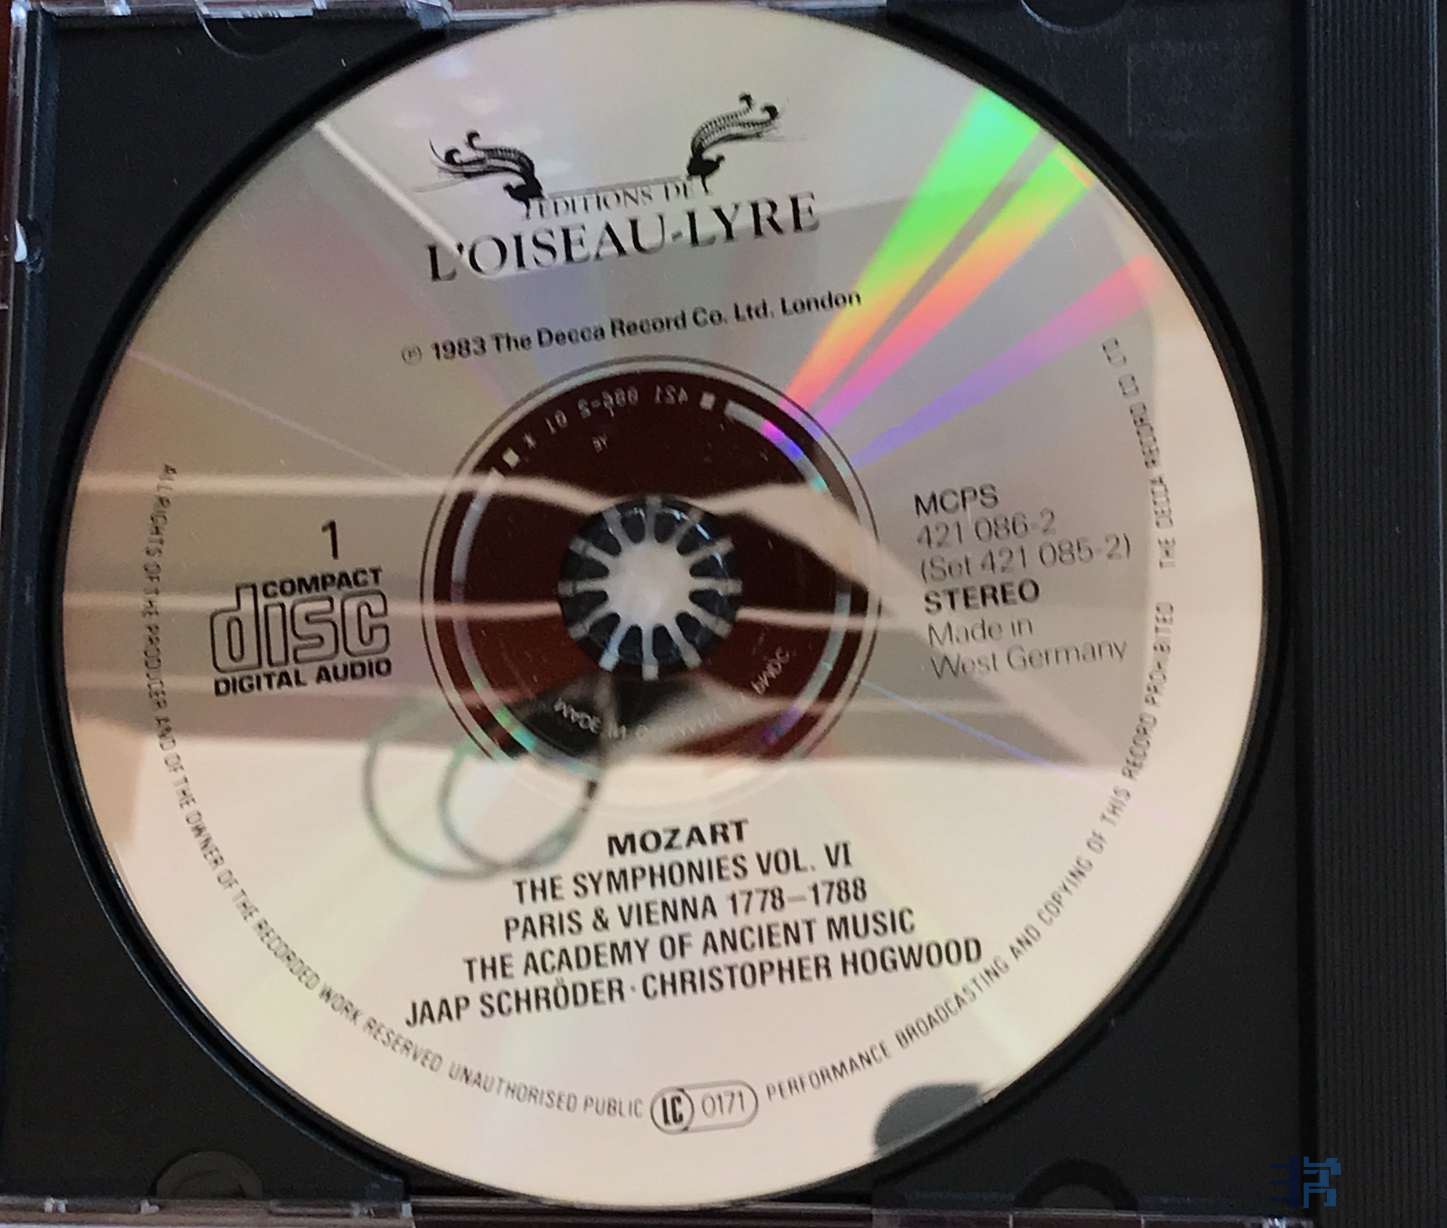 EDITIONS DE
L'OISEAU-LYRE
℗ 1983 The Decca Record Co. Ltd. London
1
COMPACT
disc
DIGITAL AUDIO
MCPS
421 086-2
(Set 421 085-2)
STEREO
Made in
West Germany
MOZART
THE SYMPHONIES VOL. VI
PARIS & VIENNA 1778–1788
THE ACADEMY OF ANCIENT MUSIC
JAAP SCHRÖDER · CHRISTOPHER HOGWOOD
ALL RIGHTS OF THE PRODUCER AND OF THE OWNER OF THE RECORDED WORK RESERVED UNAUTHORISED PUBLIC LC 0171 PERFORMANCE BROADCASTING AND COPYING OF THIS RECORD PROHIBITED THE DECCA RECORD CO LTD
421 086-2 01